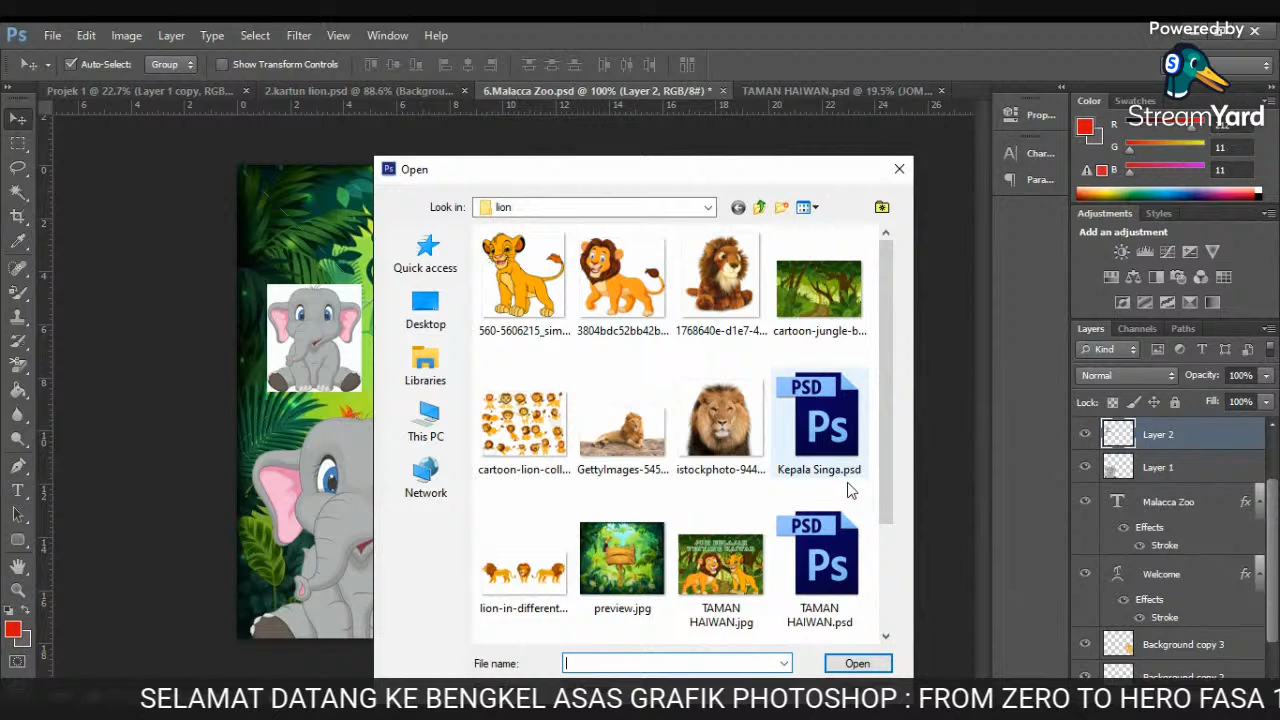 Powered by
StreamYard
Ps File Edit Image Layer Type Select Filter View Window Help
Auto-Select: Group Show Transform Controls
Projek 1 @ 22.7% (Layer 1 copy, RGB... × 2.kartun lion.psd @ 88.6% (Backgrou... × 6.Malacca Zoo.psd @ 100% (Layer 2, RGB/8#) * × TAMAN HAIWAN.psd @ 19.5% (JOM... ×
Open
Look in: lion
Quick access
Desktop
Libraries
This PC
Network
560-5606215_sim... 3804bdc52bb42b... 1768640e-d1e7-4... cartoon-jungle-b...
cartoon-lion-coll... GettyImages-545... istockphoto-944... Kepala Singa.psd
lion-in-different... preview.jpg TAMAN HAIWAN.jpg TAMAN HAIWAN.psd
File name: Open
Prop...
Char...
Para...
Color Swatches
R 212
G 11
B 11
Adjustments Styles
Add an adjustment
Layers Channels Paths
Kind
Normal Opacity: 100%
Lock: Fill: 100%
Layer 2
Layer 1
Malacca Zoo fx
Effects
Stroke
Welcome fx
Effects
Stroke
Background copy 3
SELAMAT DATANG KE BENGKEL ASAS GRAFIK PHOTOSHOP : FROM ZERO TO HERO FASA 1